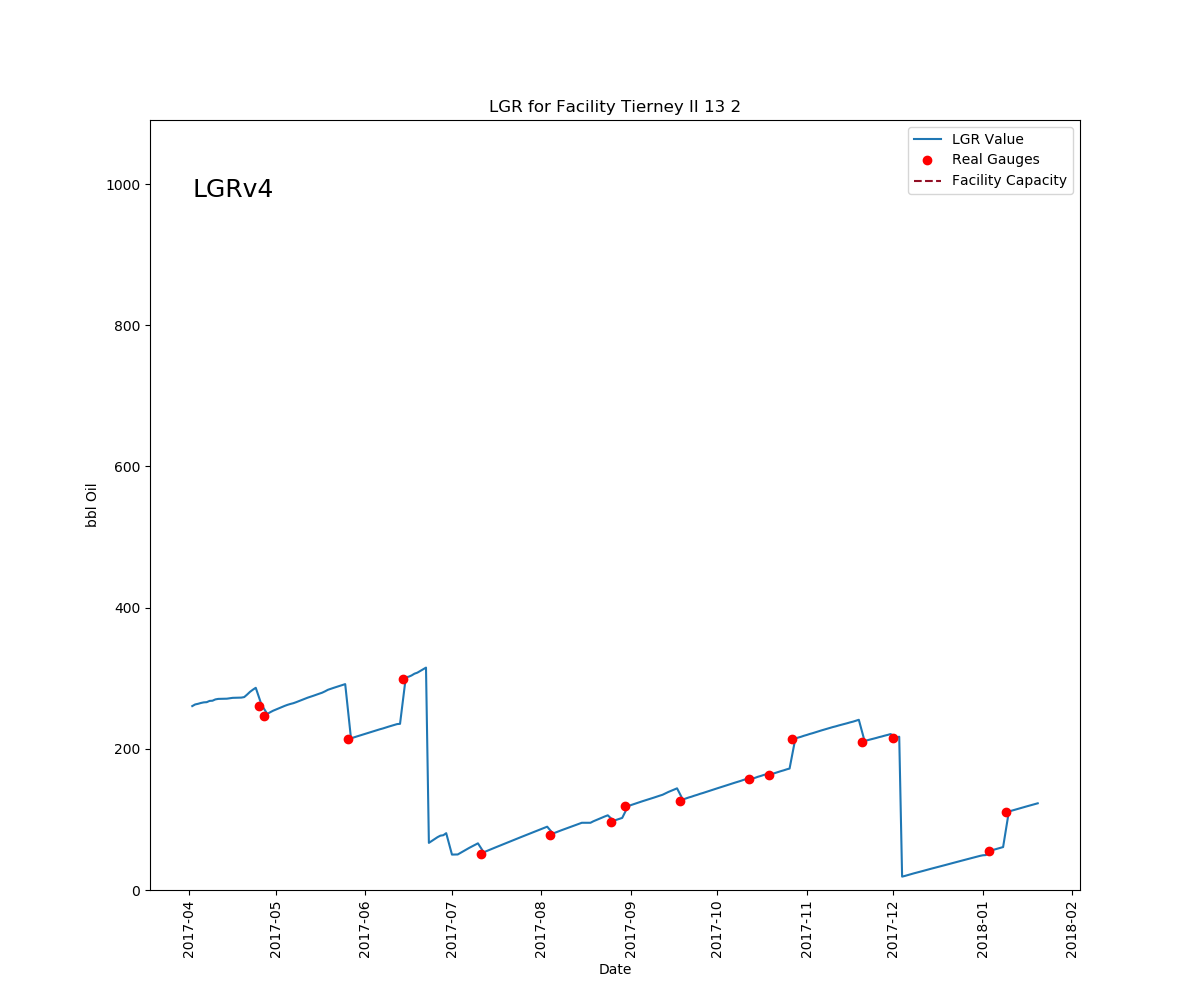 LGR for Facility Tierney II 13 2
LGR Value
Real Gauges
Facility Capacity
LGRv4
1000
800
600
400
200
0
bbl Oil
2017-04
2017-05
2017-06
2017-07
2017-08
2017-09
2017-10
2017-11
2017-12
2018-01
2018-02
Date